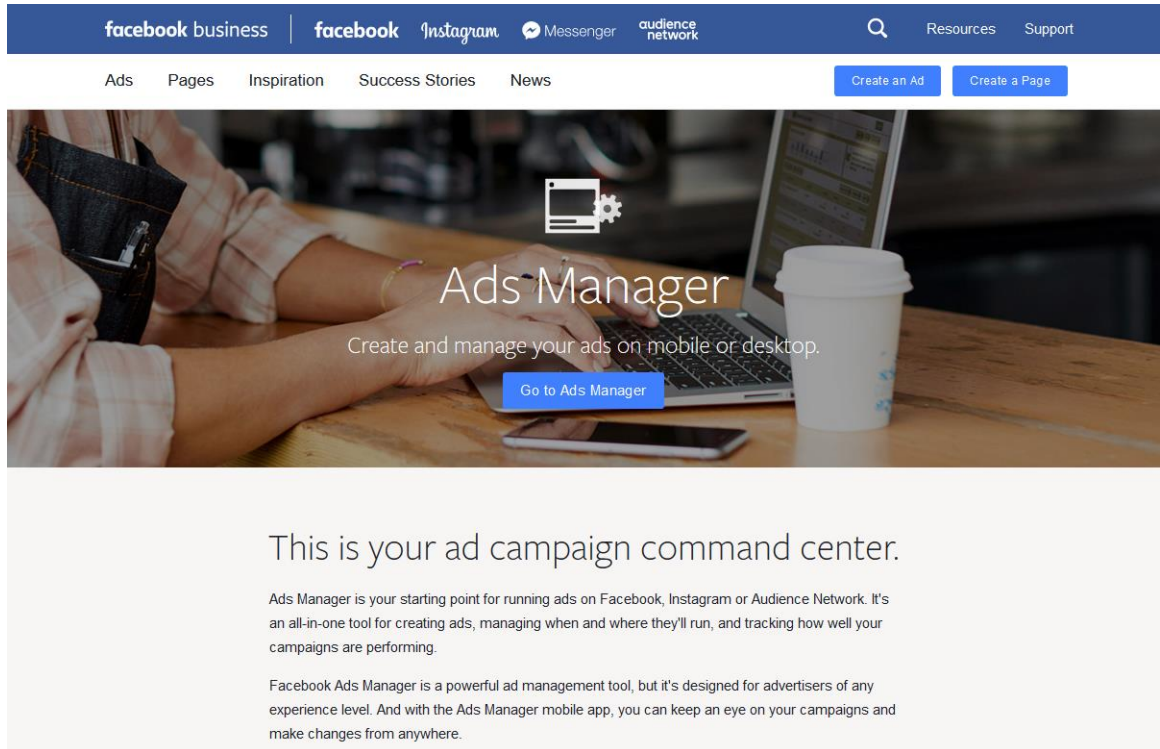 facebook business
facebook
Instagram
Messenger
audience
network
Resources
Support
Ads
Pages
Inspiration
Success Stories
News
Create an Ad
Create a Page
Ads Manager
Create and manage your ads on mobile or desktop.
Go to Ads Manager
This is your ad campaign command center.
Ads Manager is your starting point for running ads on Facebook, Instagram or Audience Network. It's
an all-in-one tool for creating ads, managing when and where they'll run, and tracking how well your
campaigns are performing.
Facebook Ads Manager is a powerful ad management tool, but it's designed for advertisers of any
experience level. And with the Ads Manager mobile app, you can keep an eye on your campaigns and
make changes from anywhere.